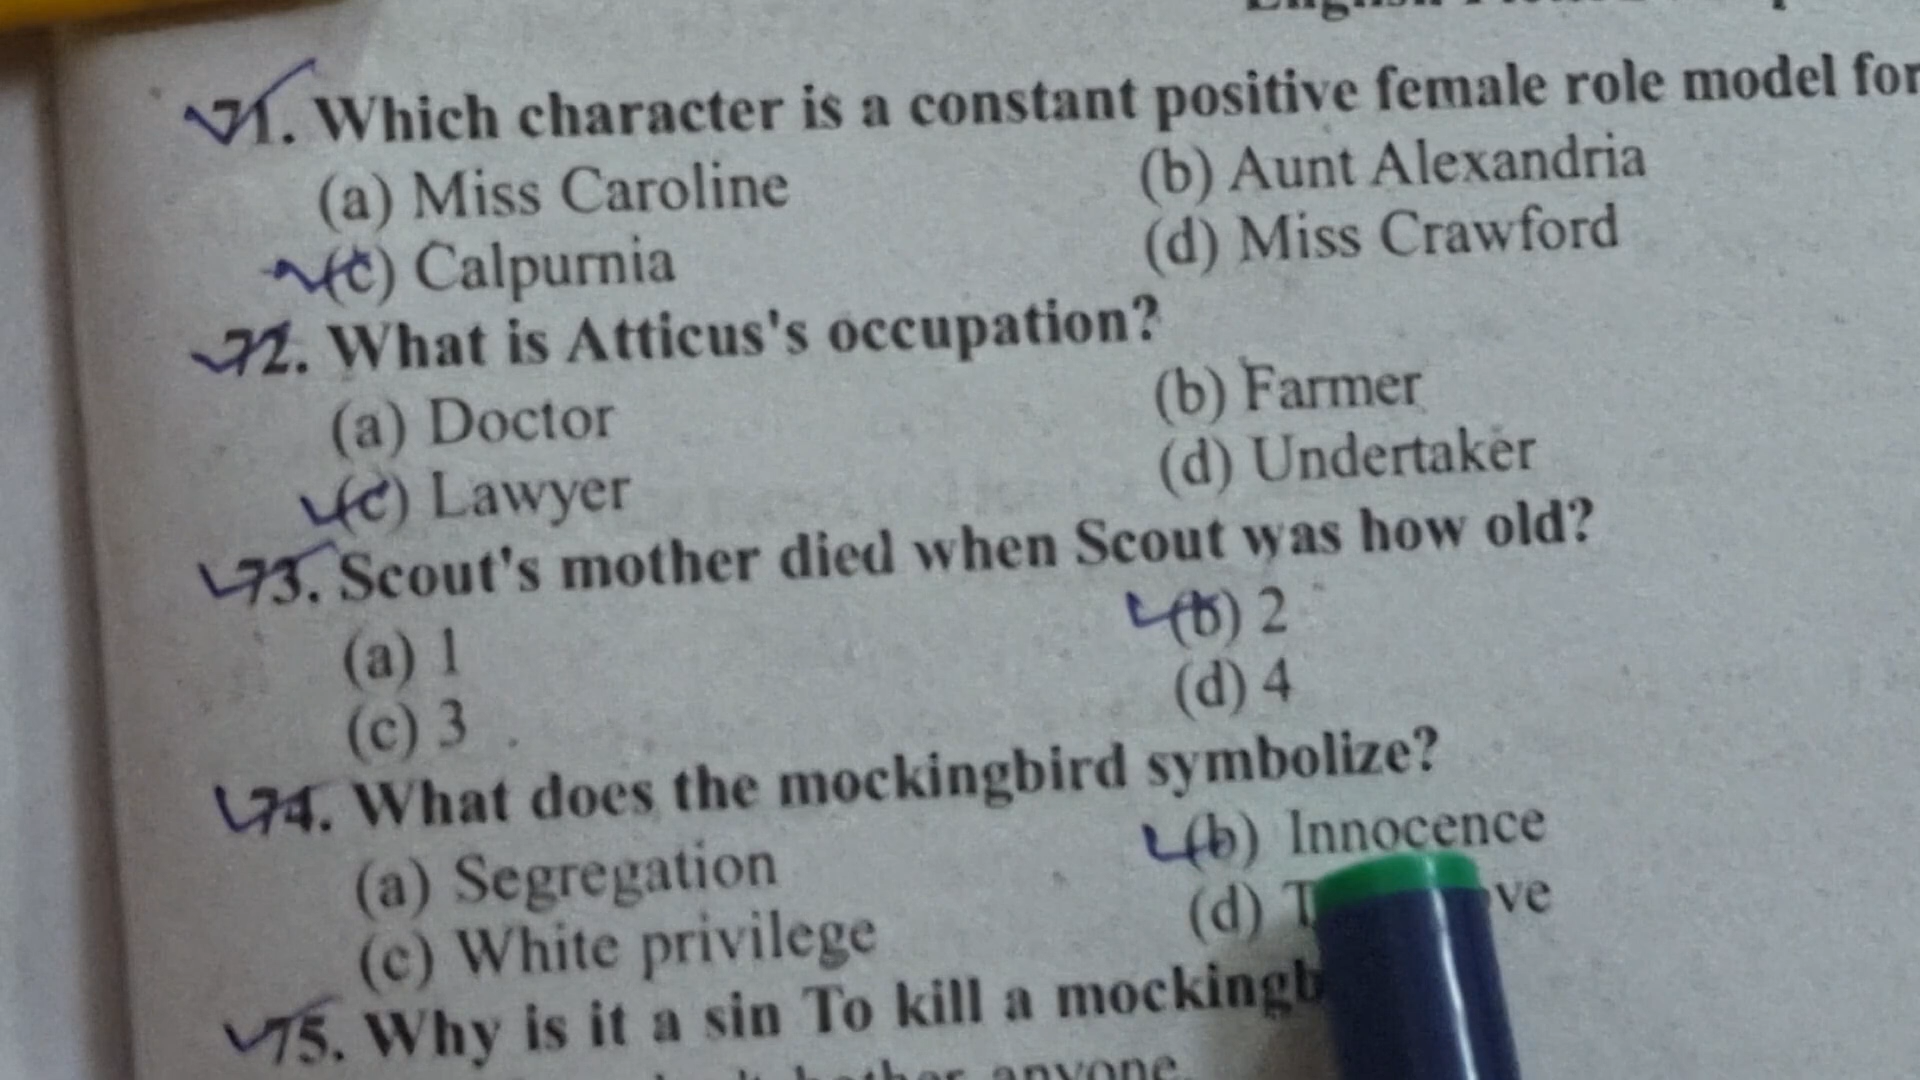 71. Which character is a constant positive female role model for
(a) Miss Caroline (b) Aunt Alexandria
(c) Calpurnia (d) Miss Crawford
72. What is Atticus's occupation?
(a) Doctor (b) Farmer
(c) Lawyer (d) Undertaker
73. Scout's mother died when Scout was how old?
(a) 1 (b) 2
(c) 3 (d) 4
74. What does the mockingbird symbolize?
(a) Segregation (b) Innocence
(c) White privilege (d)
75. Why is it a sin To kill a
anyone.